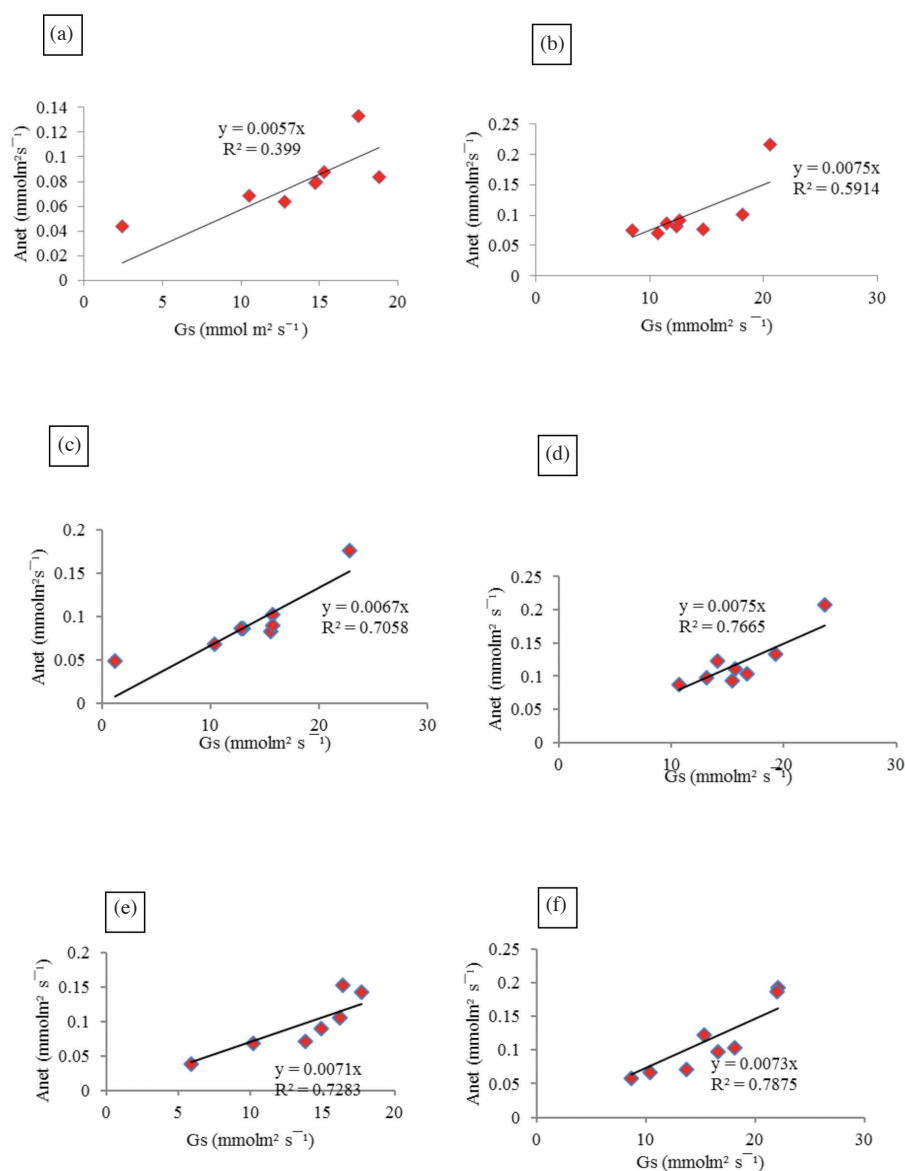 (a)
Anet (mmolm²s⁻¹)
0.14
0.12
0.1
0.08
0.06
0.04
0.02
0
y = 0.0057x
R² = 0.399
0 5 10 15 20
Gs (mmol m² s⁻¹)
(b)
Anet (mmolm²s⁻¹)
0.25
0.2
0.15
0.1
0.05
0
y = 0.0075x
R² = 0.5914
0 10 20 30
Gs (mmolm² s⁻¹)
(c)
Anet (mmolm²s⁻¹)
0.2
0.15
0.1
0.05
0
y = 0.0067x
R² = 0.7058
0 10 20 30
Gs (mmolm² s⁻¹)
(d)
Anet (mmolm² s⁻¹)
0.25
0.2
0.15
0.1
0.05
0
y = 0.0075x
R² = 0.7665
0 10 20 30
Gs (mmolm² s⁻¹)
(e)
Anet (mmolm² s⁻¹)
0.2
0.15
0.1
0.05
0
y = 0.0071x
R² = 0.7283
0 5 10 15 20
Gs (mmolm² s⁻¹)
(f)
Anet (mmolm² s⁻¹)
0.25
0.2
0.15
0.1
0.05
0
y = 0.0073x
R² = 0.7875
0 10 20 30
Gs (mmolm² s⁻¹)